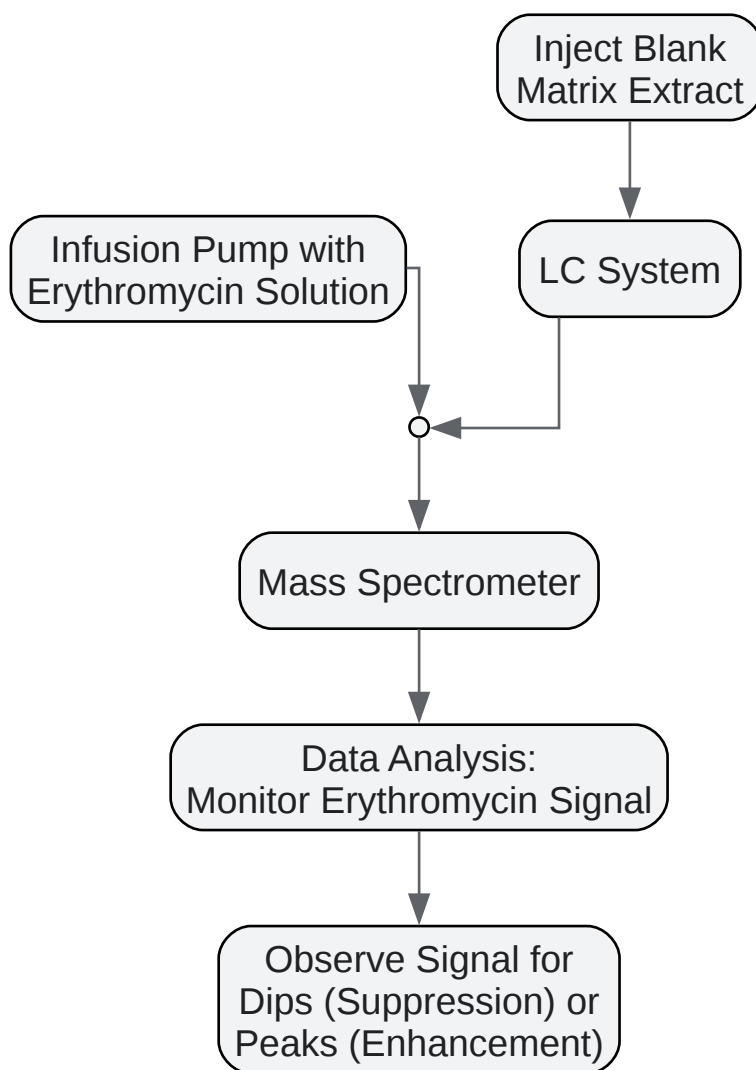 Inject Blank
Matrix Extract
Infusion Pump with
Erythromycin Solution
LC System
Mass Spectrometer
Data Analysis:
Monitor Erythromycin Signal
Observe Signal for
Dips (Suppression) or
Peaks (Enhancement)